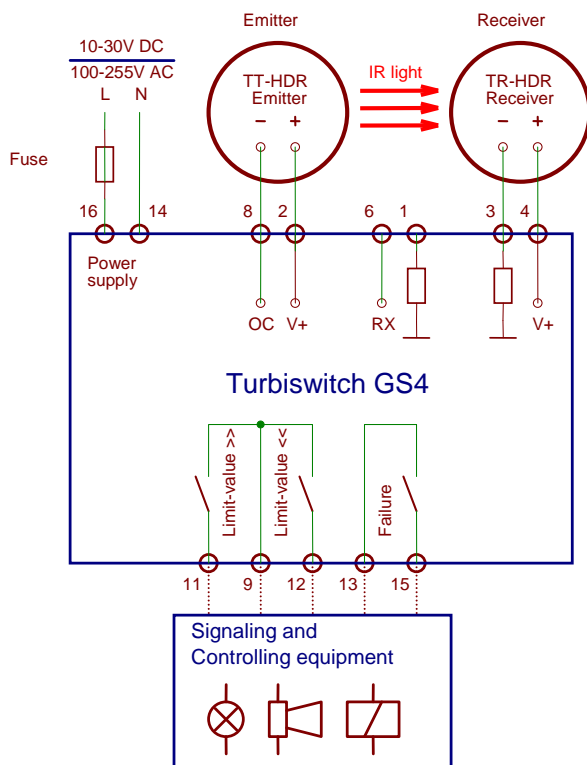 Emitter
Receiver
10-30V DC
100-255V AC
L N
TT-HDR
Emitter
− +
IR light
TR-HDR
Receiver
− +
Fuse
16 14 8 2 6 1 3 4
Power
supply
OC V+ RX V+
Turbiswitch GS4
Limit-value >>
Limit-value <<
Failure
11 9 12 13 15
Signaling and
Controlling equipment